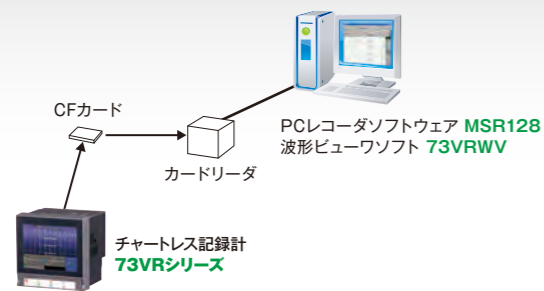 CFカード
カードリーダ
PCレコーダソフトウェア MSR128
波形ビューワソフト 73VRWV
チャートレス記録計
73VRシリーズ